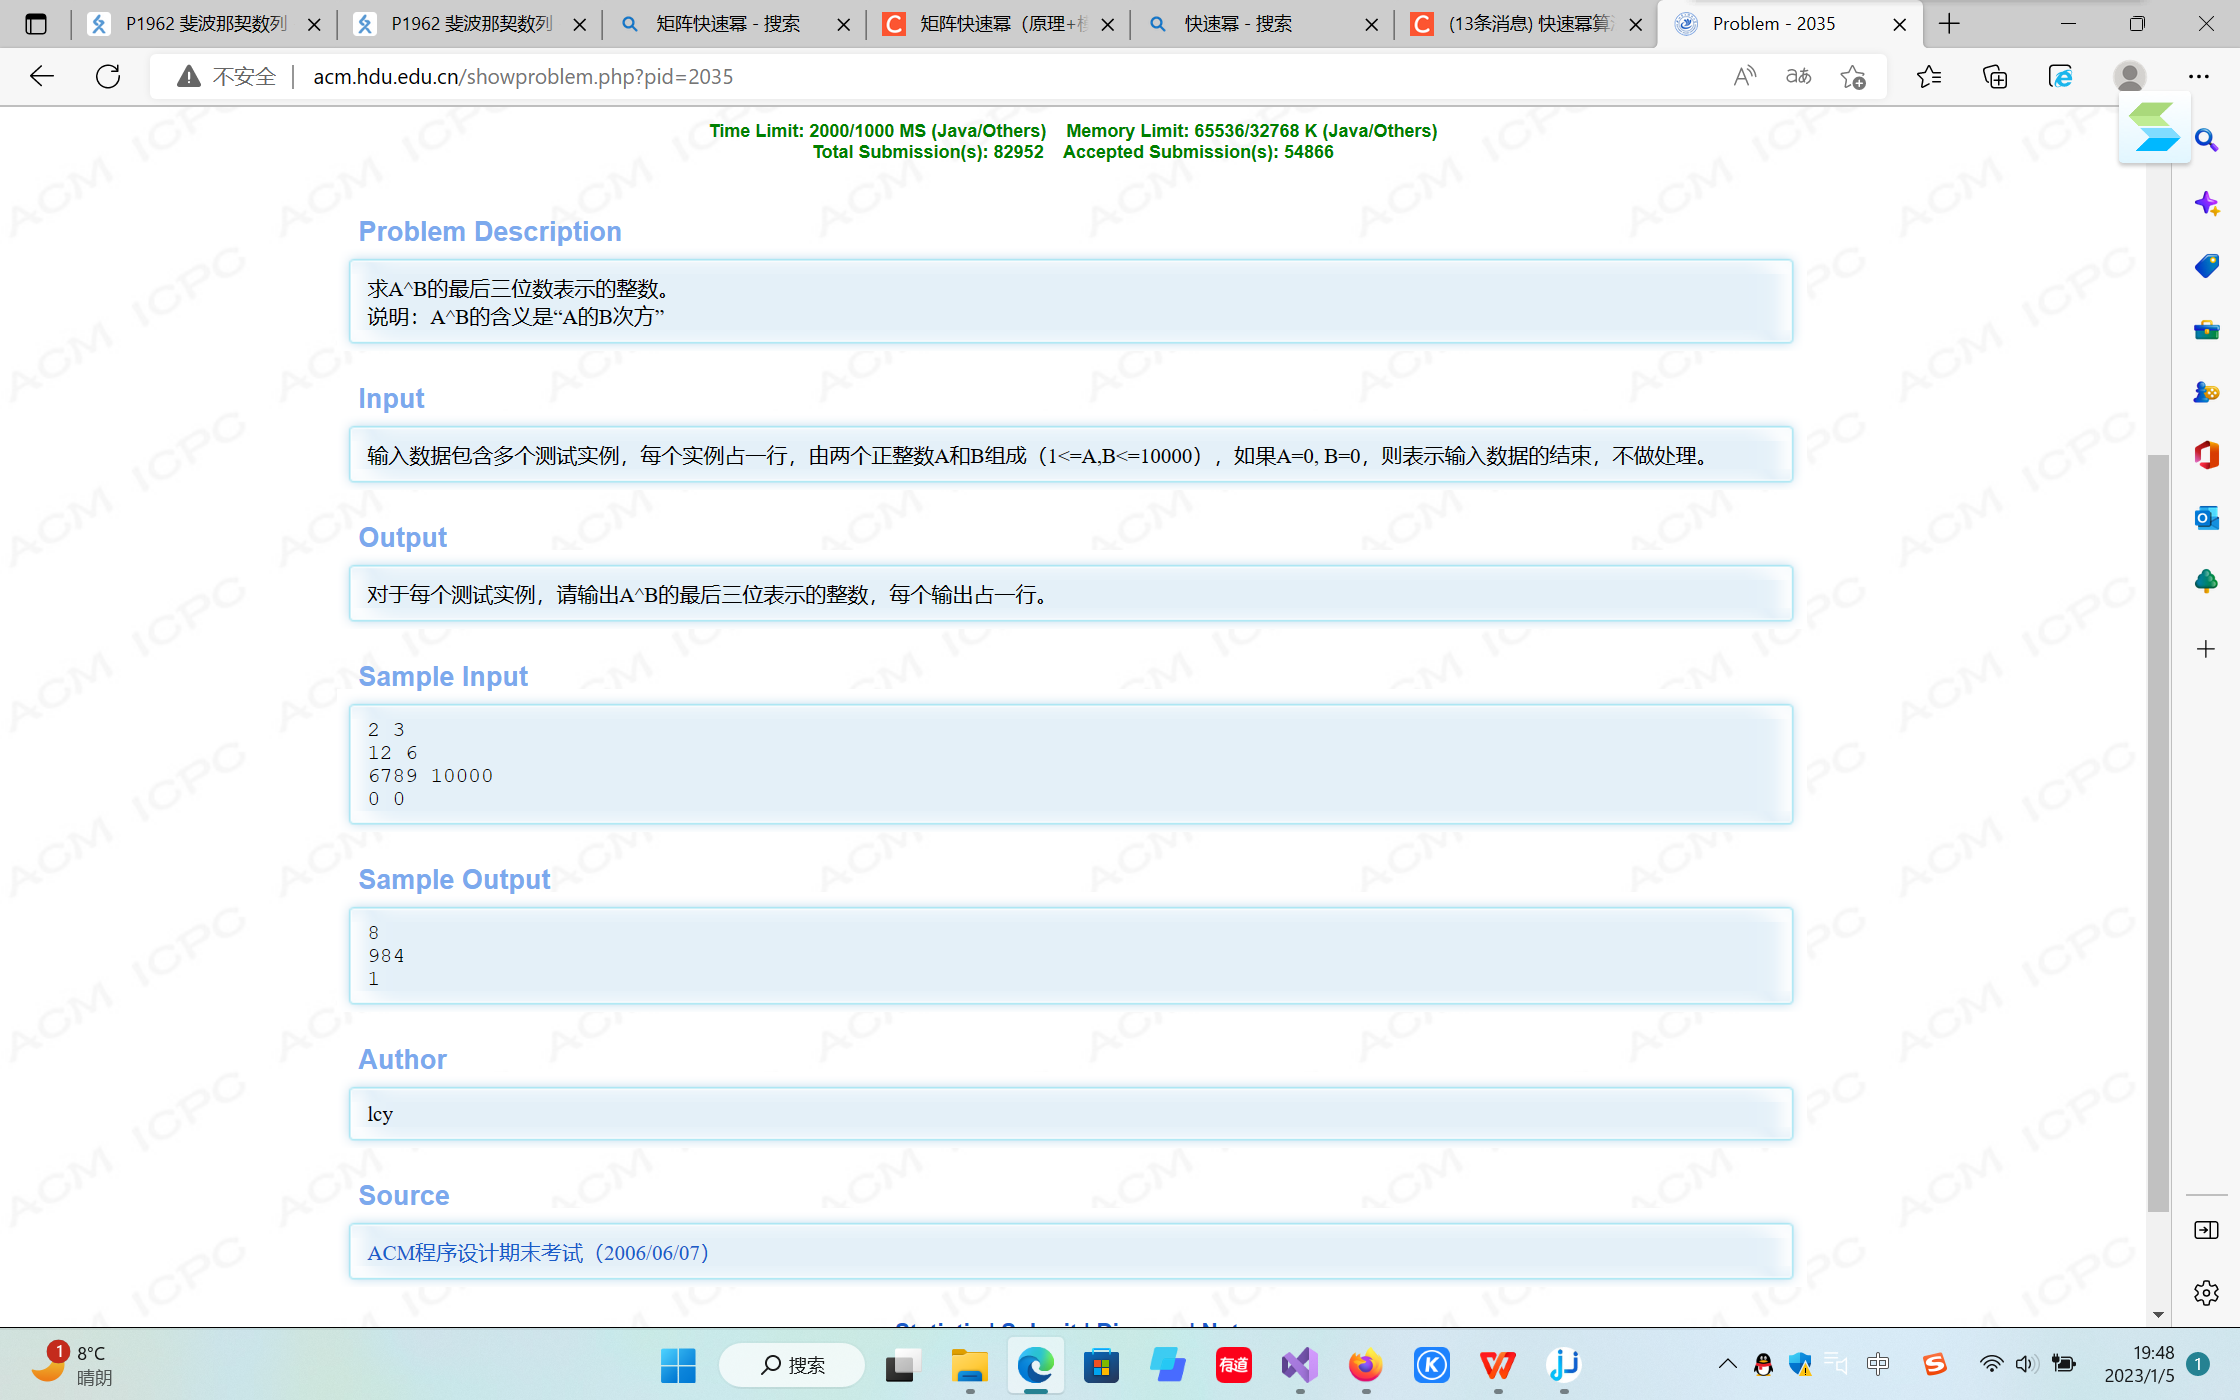 P1962 斐波那契数列
P1962 斐波那契数列
矩阵快速幂 - 搜索
矩阵快速幂（原理+
快速幂 - 搜索
(13条消息) 快速幂算
Problem - 2035
不安全
acm.hdu.edu.cn/showproblem.php?pid=2035
Time Limit: 2000/1000 MS (Java/Others) Memory Limit: 65536/32768 K (Java/Others)
Total Submission(s): 82952 Accepted Submission(s): 54866
Problem Description
求A^B的最后三位数表示的整数。
说明：A^B的含义是“A的B次方”
Input
输入数据包含多个测试实例，每个实例占一行，由两个正整数A和B组成（1<=A,B<=10000），如果A=0, B=0，则表示输入数据的结束，不做处理。
Output
对于每个测试实例，请输出A^B的最后三位表示的整数，每个输出占一行。
Sample Input
2 3
12 6
6789 10000
0 0
Sample Output
8
984
1
Author
lcy
Source
ACM程序设计期末考试（2006/06/07）
ACM ICPC
1
8°C
晴朗
搜索
有道
中
19:48
2023/1/5
1